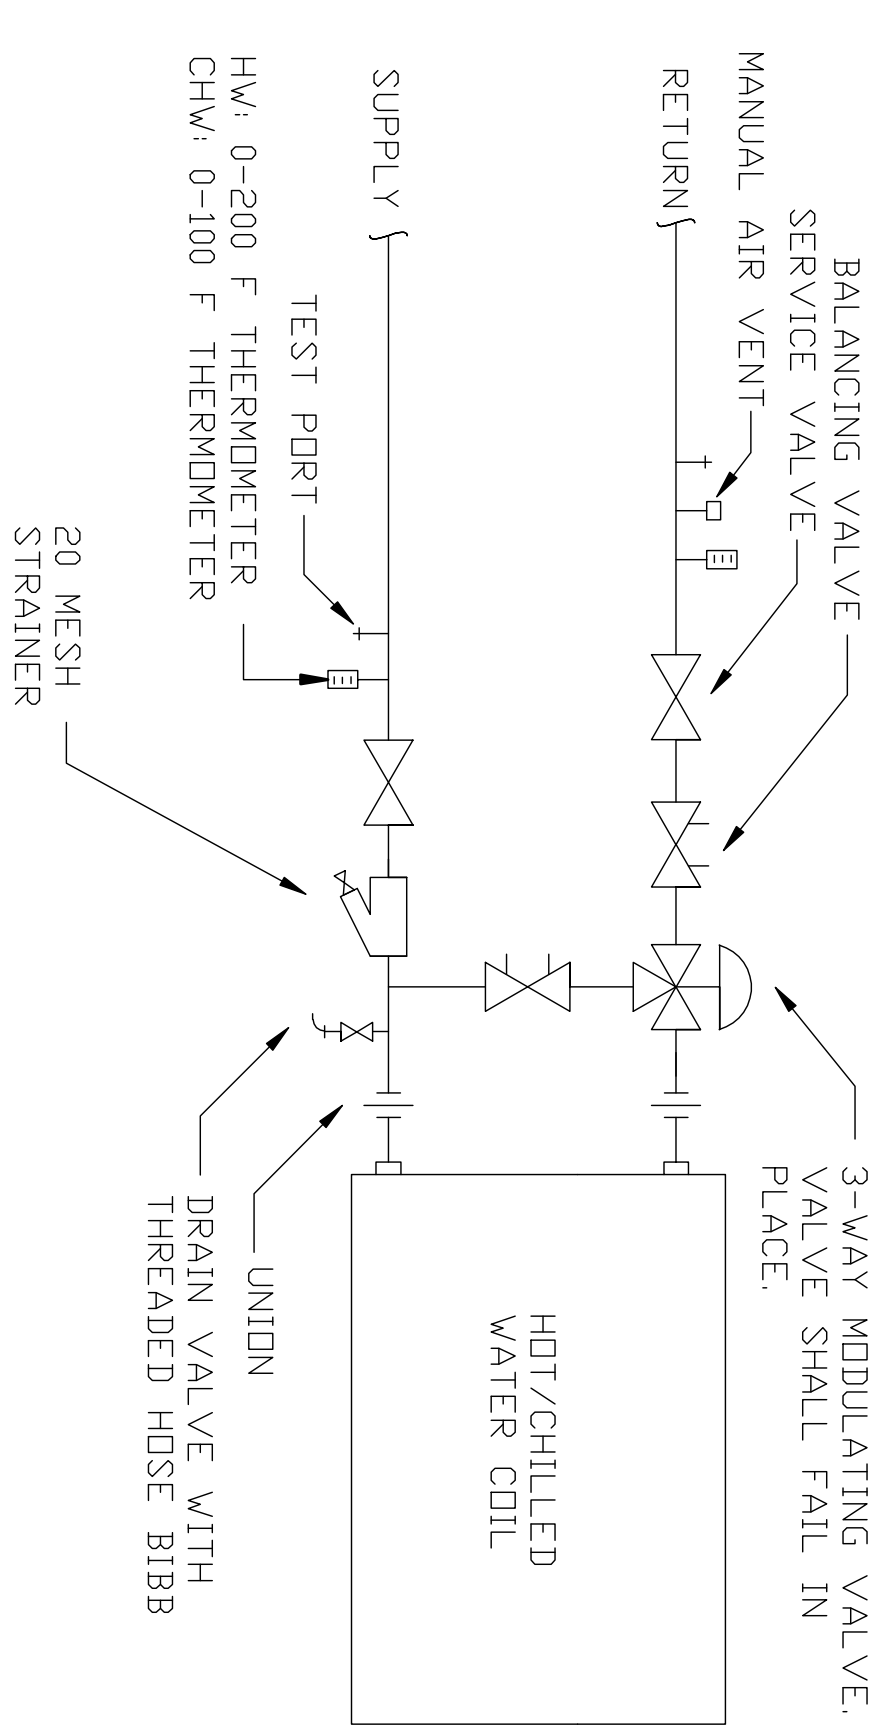 BALANCING VALVE
SERVICE VALVE
MANUAL AIR VENT
RETURN
SUPPLY
TEST PORT
HW: 0-200 F THERMOMETER
CHW: 0-100 F THERMOMETER
20 MESH
STRAINER
3-WAY MODULATING VALVE.
VALVE SHALL FAIL IN
PLACE.
HOT/CHILLED
WATER COIL
UNION
DRAIN VALVE WITH
THREADED HOSE BIBB